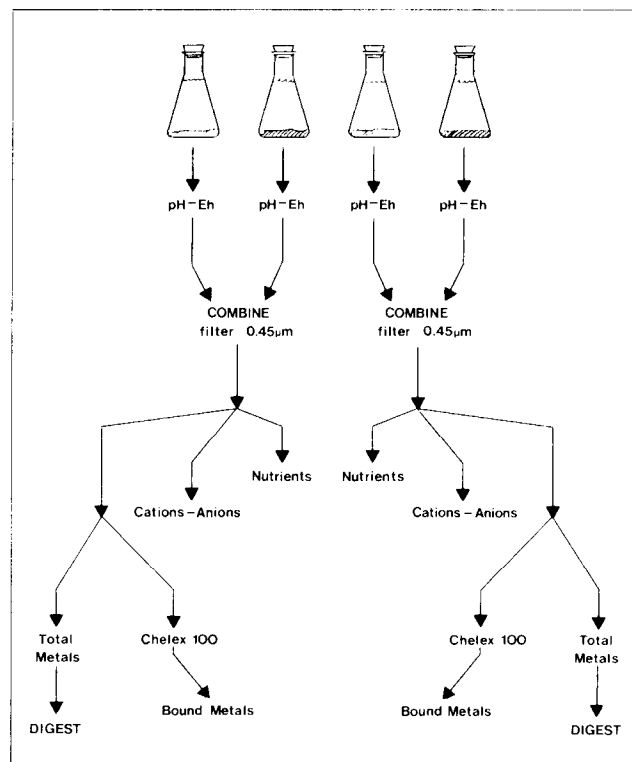 pH-Eh pH-Eh pH-Eh pH-Eh
COMBINE
filter 0.45µm
COMBINE
filter 0.45µm
Nutrients
Cations-Anions
Nutrients
Cations-Anions
Total
Metals
Chelex 100
DIGEST
Bound Metals
Chelex 100
Total
Metals
Bound Metals
DIGEST